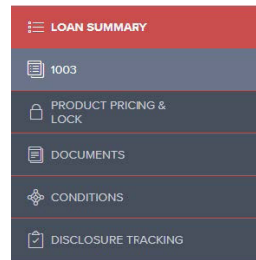 LOAN SUMMARY
1003
PRODUCT PRICING &
LOCK
DOCUMENTS
CONDITIONS
DISCLOSURE TRACKING